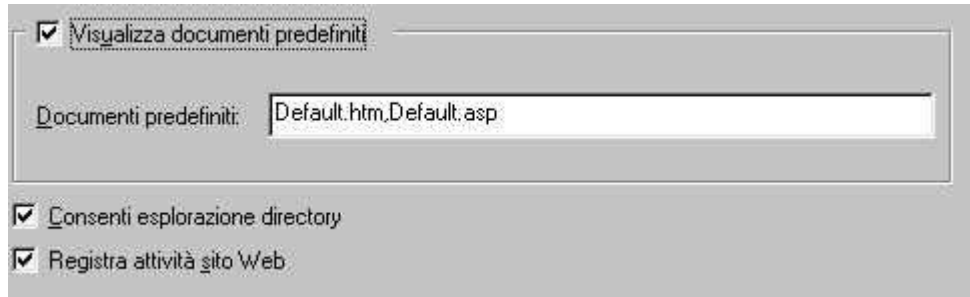 Visualizza documenti predefiniti
Documenti predefiniti: Default.htm,Default.asp
Consenti esplorazione directory
Registra attività sito Web